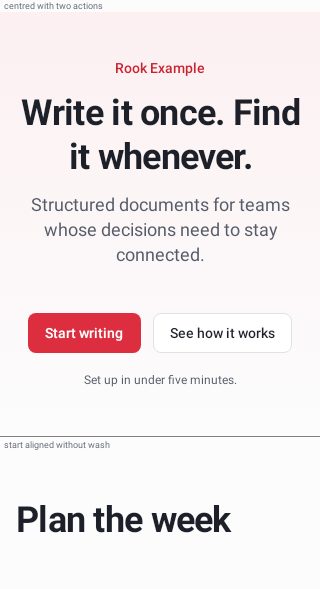 centred with two actions
Rook Example
Write it once. Find
it whenever.
Structured documents for teams
whose decisions need to stay
connected.
Start writing
See how it works
Set up in under five minutes.
start aligned without wash
Plan the week